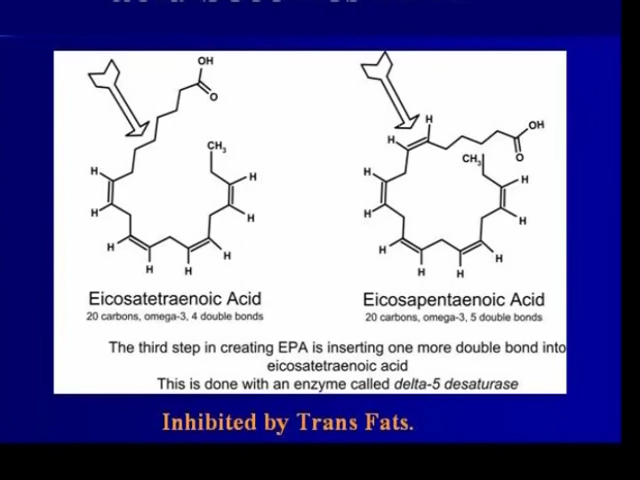 OH
O
CH3
H
H
H
H
H
H
H
H
Eicosatetraenoic Acid
20 carbons, omega-3, 4 double bonds
H
H
OH
O
CH3
H
H
H
H
H
H
H
H
Eicosapentaenoic Acid
20 carbons, omega-3, 5 double bonds
The third step in creating EPA is inserting one more double bond into
eicosatetraenoic acid
This is done with an enzyme called delta-5 desaturase
Inhibited by Trans Fats.